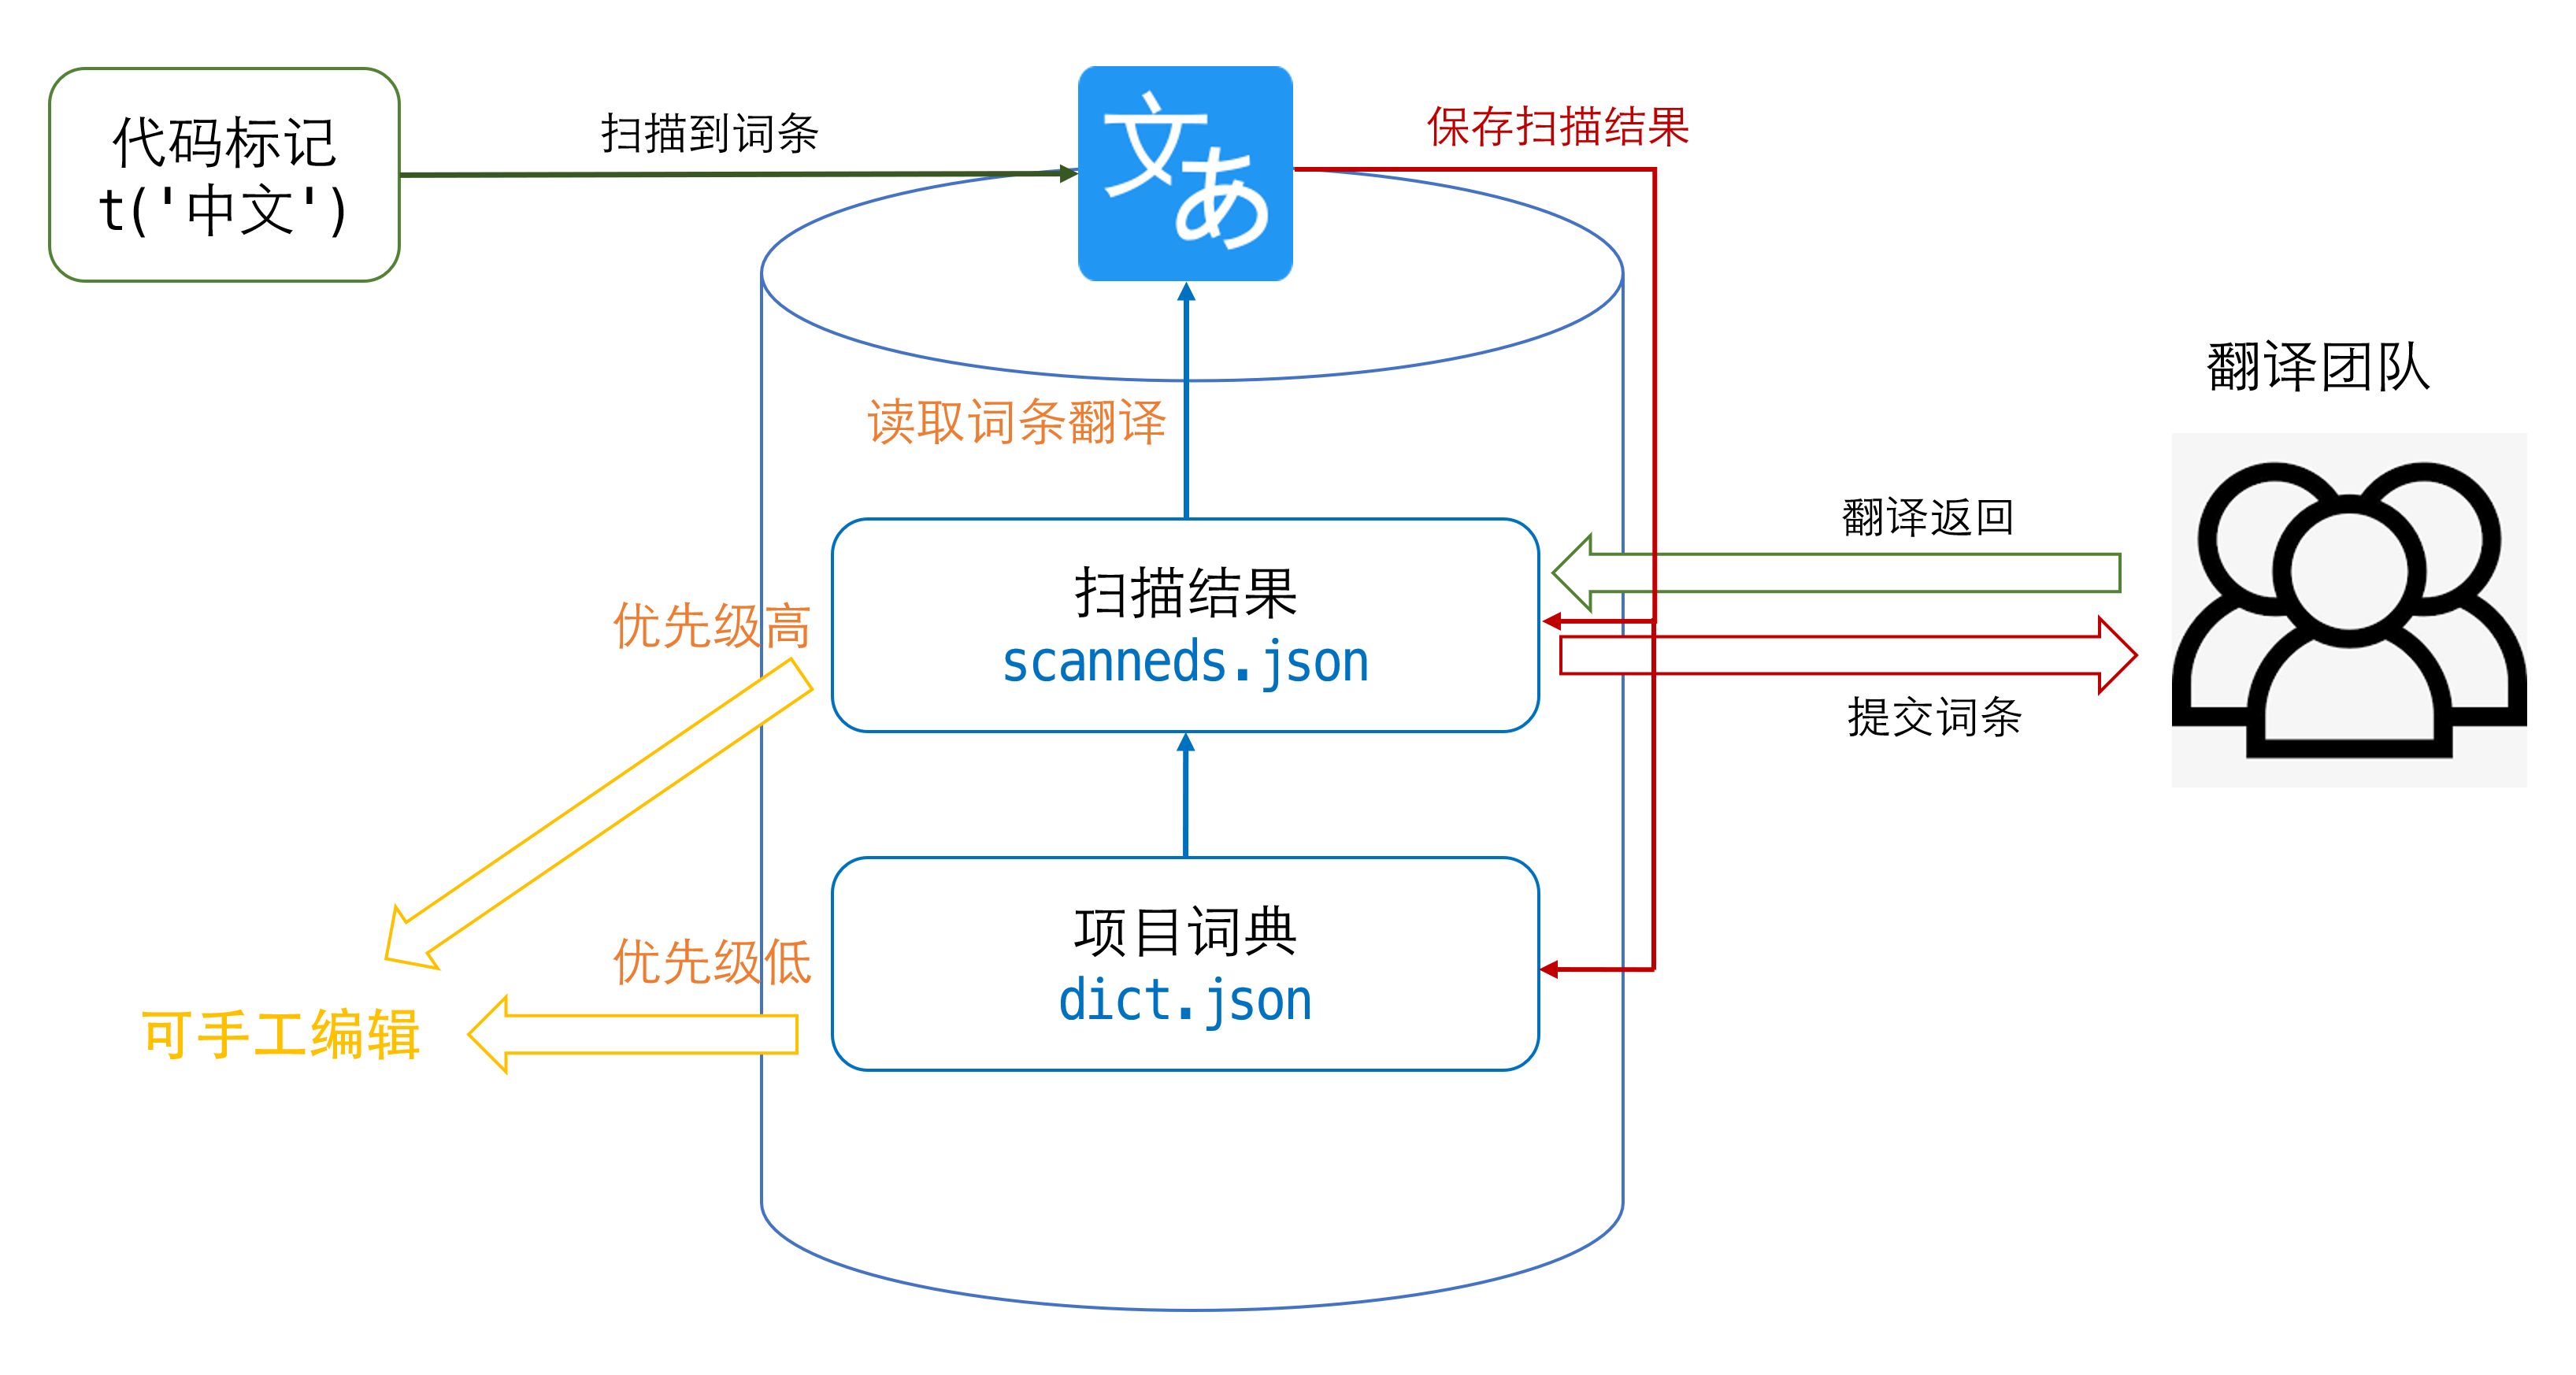 代码标记
t('中文')
扫描到词条
文あ
保存扫描结果
翻译团队
读取词条翻译
翻译返回
扫描结果
scanneds.json
优先级高
提交词条
项目词典
dict.json
优先级低
可手工编辑